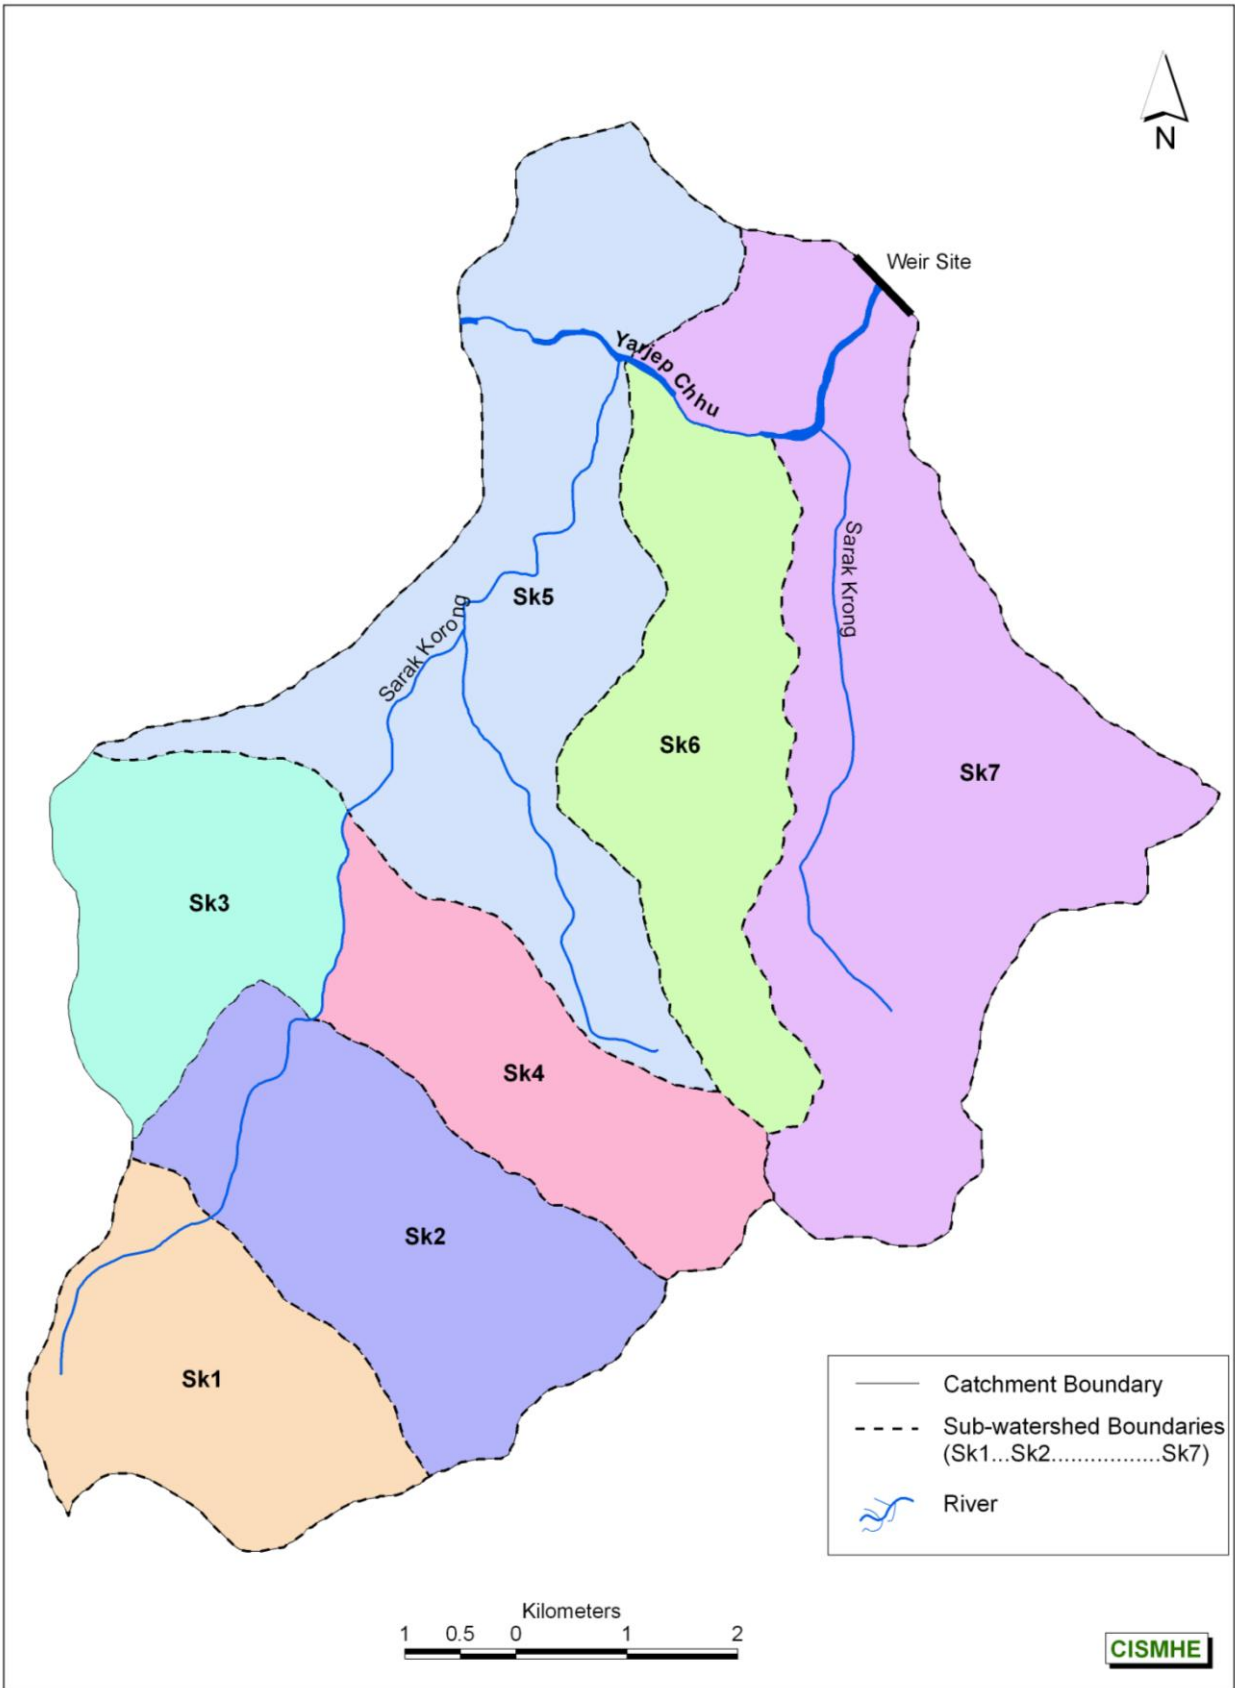 N
Weir Site
Yarjep Chhu
Sarak Krong
Sk5
Sarak Korong
Sk6
Sk7
Sk3
Sk4
Sk2
Sk1
Catchment Boundary
Sub-watershed Boundaries
(Sk1...Sk2.................Sk7)
River
Kilometers
1 0.5 0 1 2
CISMHE